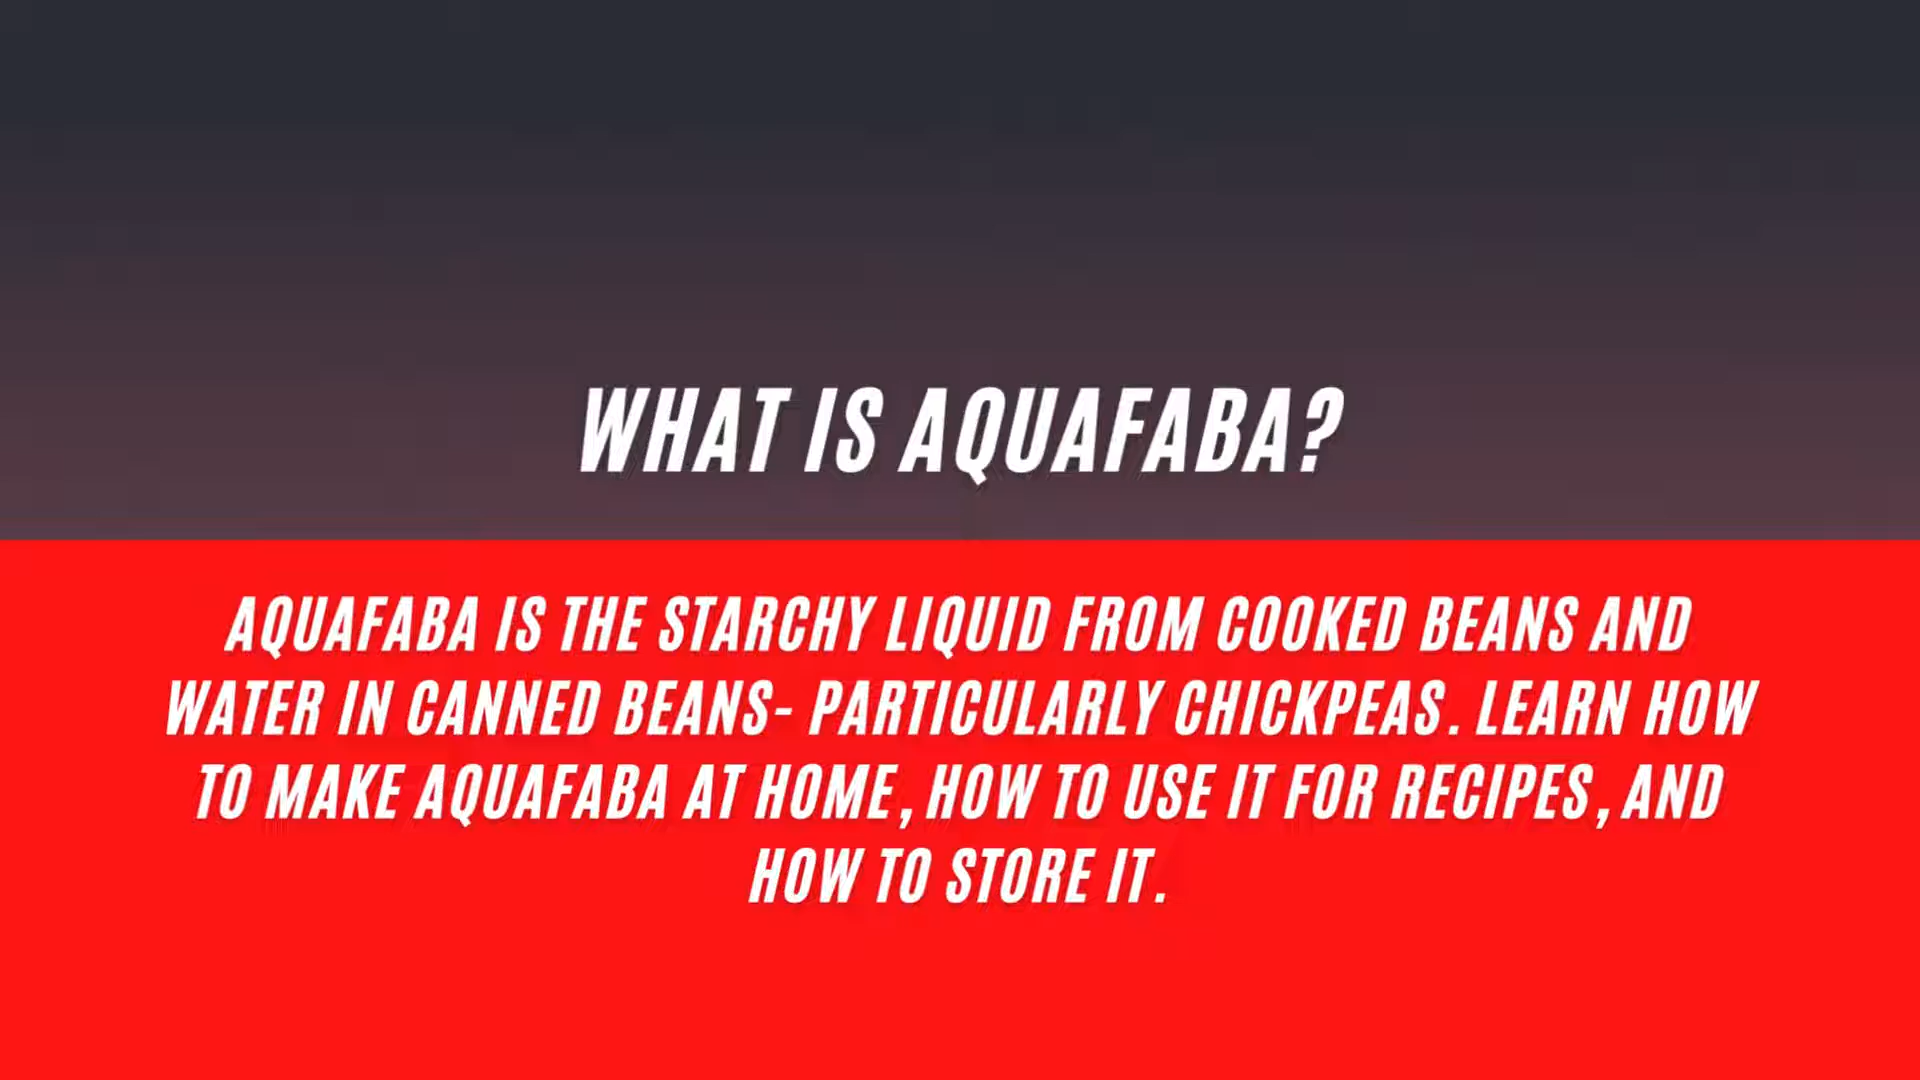 WHAT IS AQUAFABA?
AQUAFABA IS THE STARCHY LIQUID FROM COOKED BEANS AND
WATER IN CANNED BEANS- PARTICULARLY CHICKPEAS. LEARN HOW
TO MAKE AQUAFABA AT HOME, HOW TO USE IT FOR RECIPES, AND
HOW TO STORE IT.